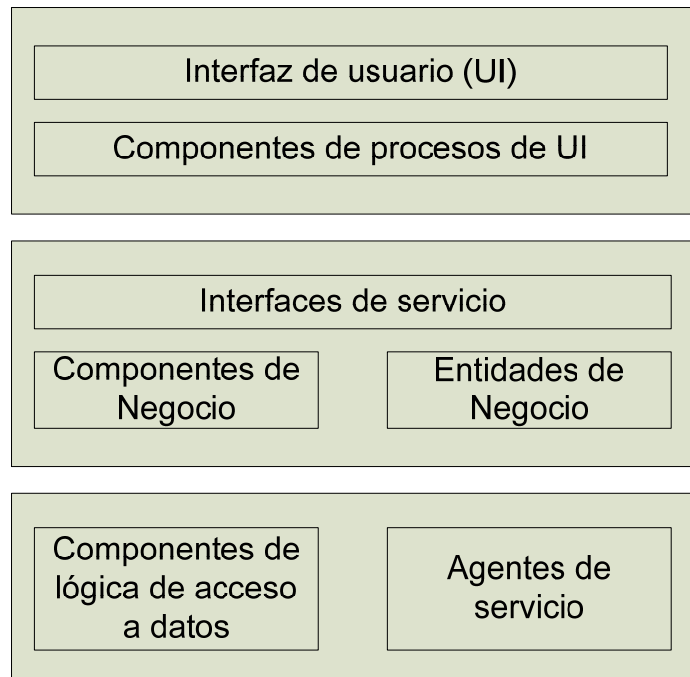 Interfaz de usuario (UI)
Componentes de procesos de UI
Interfaces de servicio
Componentes de
Negocio
Entidades de
Negocio
Componentes de
lógica de acceso
a datos
Agentes de
servicio